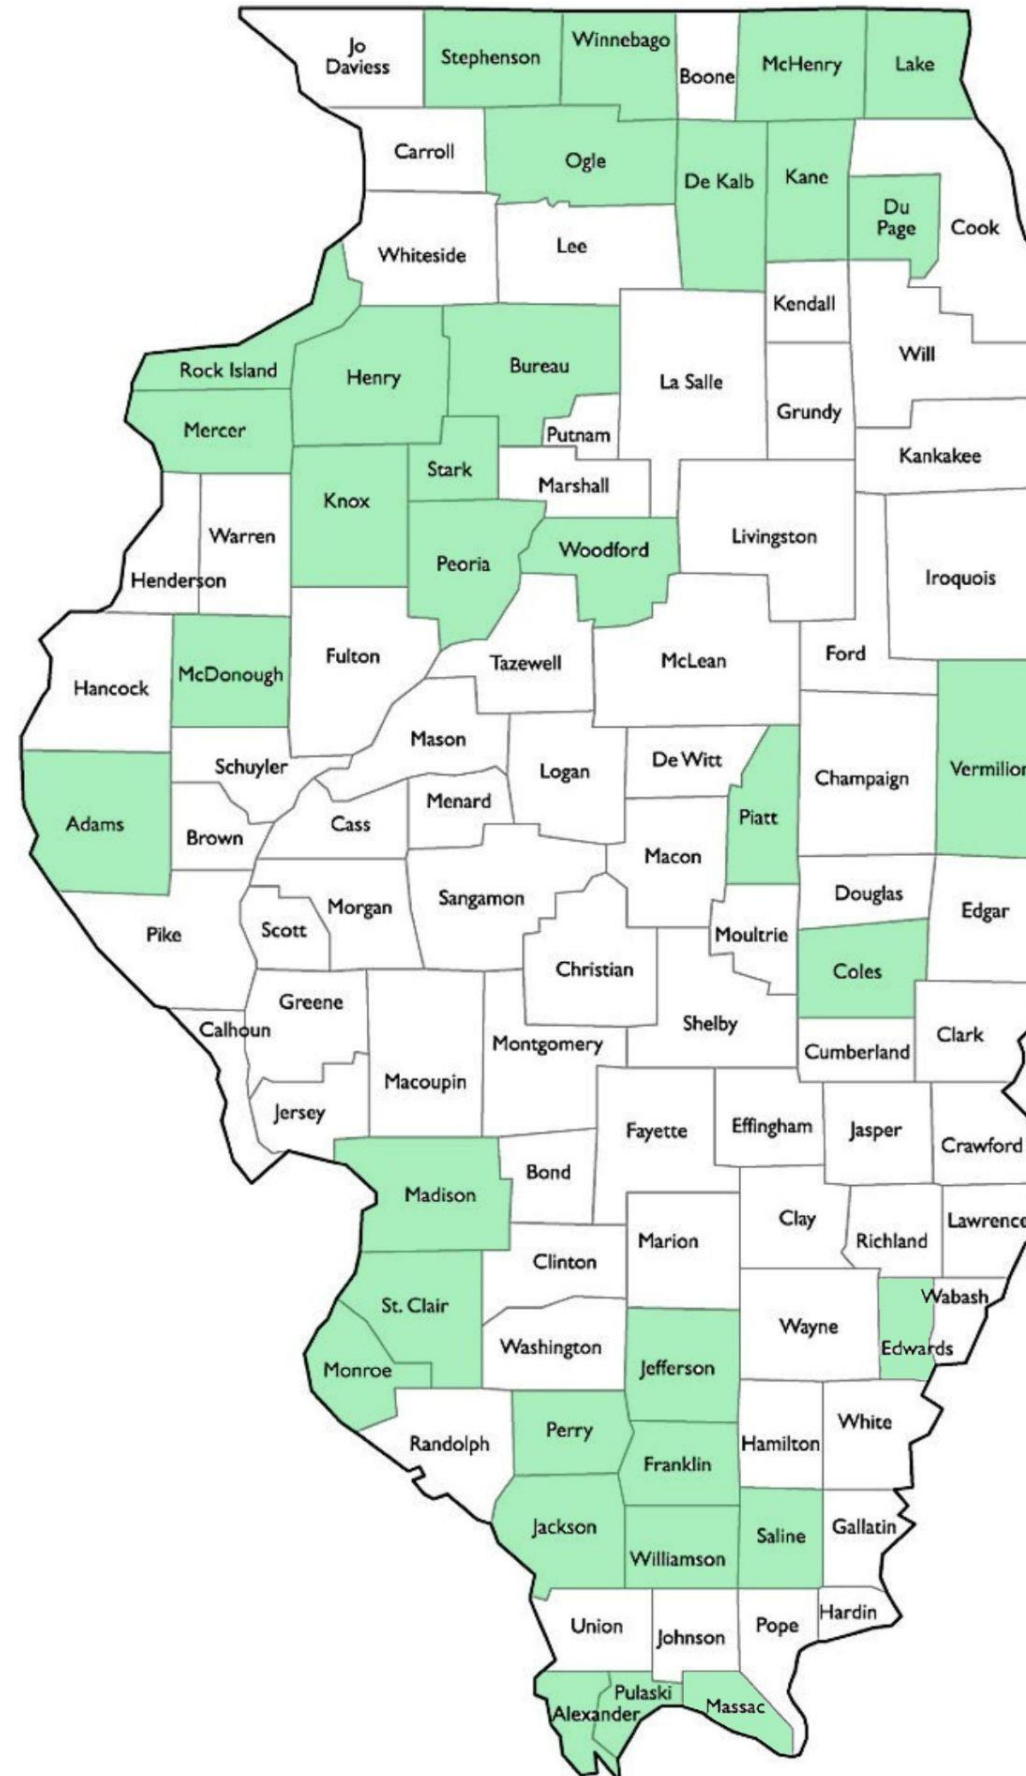 Jo
Daviess
Stephenson
Winnebago
Boone
McHenry
Lake
Carroll
Ogle
De Kalb
Kane
Du
Page
Cook
Whiteside
Lee
Kendall
Will
Rock Island
Henry
Bureau
La Salle
Grundy
Mercer
Putnam
Kankakee
Stark
Marshall
Knox
Warren
Peoria
Woodford
Livingston
Henderson
Iroquois
Hancock
McDonough
Fulton
Tazewell
McLean
Ford
Mason
Schuyler
Logan
De Witt
Champaign
Vermilion
Adams
Brown
Cass
Menard
Piatt
Macon
Pike
Scott
Morgan
Sangamon
Moultrie
Douglas
Edgar
Christian
Coles
Greene
Calhoun
Shelby
Montgomery
Cumberland
Clark
Macoupin
Jersey
Fayette
Effingham
Jasper
Crawford
Madison
Bond
Clay
Marion
Richland
Lawrence
Clinton
St. Clair
Wabash
Wayne
Washington
Edwards
Monroe
Jefferson
Randolph
Perry
Hamilton
White
Franklin
Jackson
Williamson
Saline
Gallatin
Union
Johnson
Pope
Hardin
Pulaski
Alexander
Massac